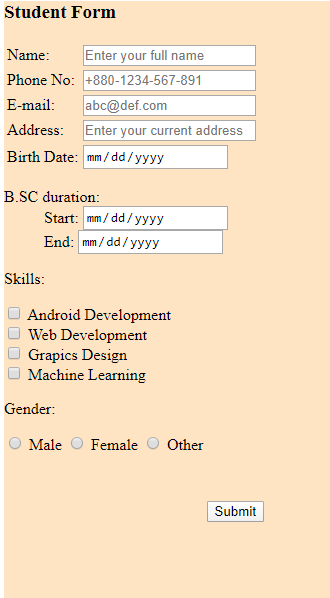 Student Form
Name: Enter your full name
Phone No: +880-1234-567-891
E-mail: abc@def.com
Address: Enter your current address
Birth Date: mm/dd/yyyy
B.SC duration:
Start: mm/dd/yyyy
End: mm/dd/yyyy
Skills:
Android Development
Web Development
Grapics Design
Machine Learning
Gender:
Male Female Other
Submit